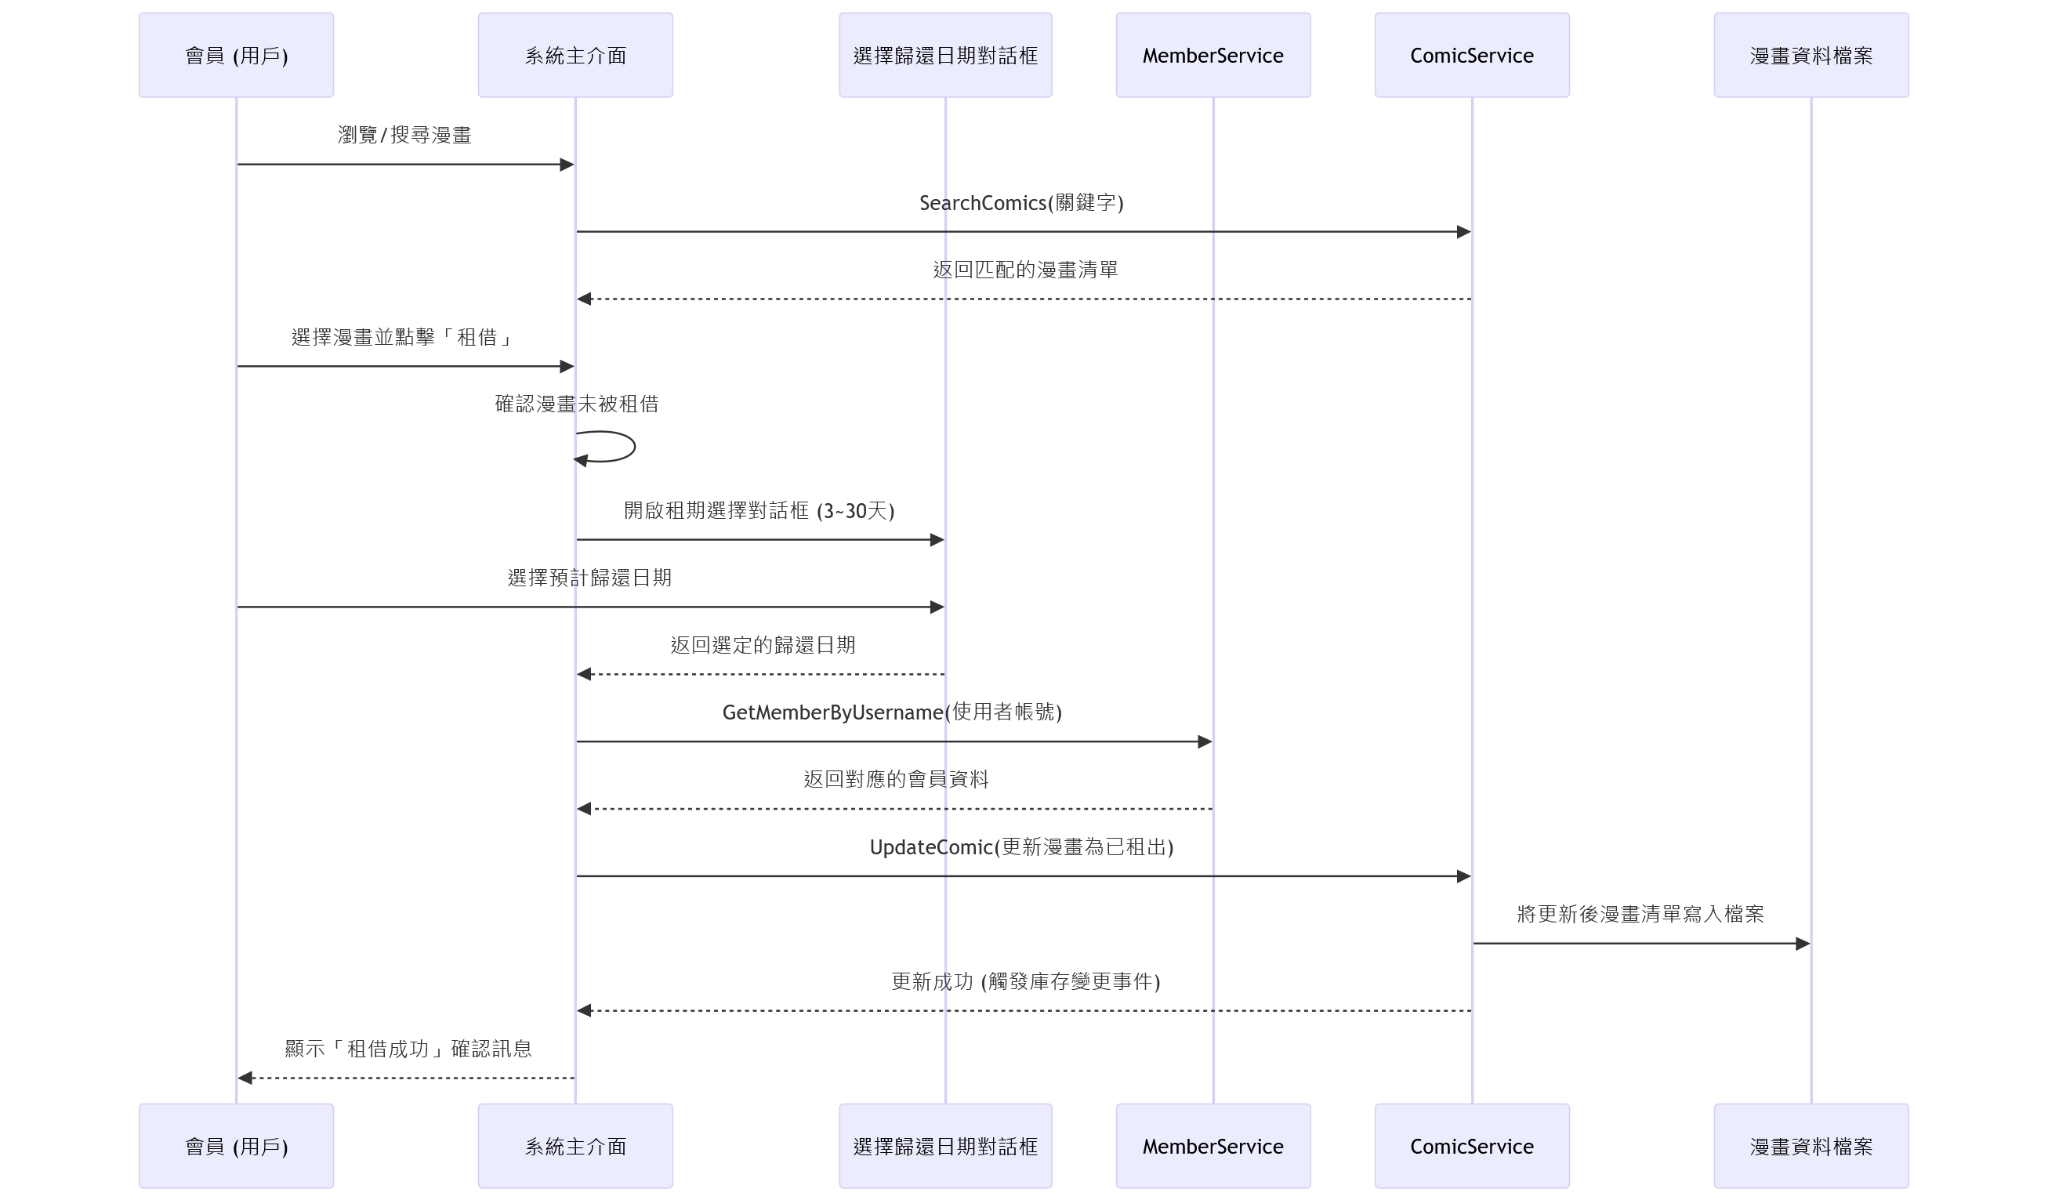 會員 (用戶)
系統主介面
選擇歸還日期對話框
MemberService
ComicService
漫畫資料檔案
瀏覽/搜尋漫畫
SearchComics(關鍵字)
返回匹配的漫畫清單
選擇漫畫並點擊「租借」
確認漫畫未被租借
開啟租期選擇對話框 (3~30天)
選擇預計歸還日期
返回選定的歸還日期
GetMemberByUsername(使用者帳號)
返回對應的會員資料
UpdateComic(更新漫畫為已租出)
將更新後漫畫清單寫入檔案
更新成功 (觸發庫存變更事件)
顯示「租借成功」確認訊息
會員 (用戶)
系統主介面
選擇歸還日期對話框
MemberService
ComicService
漫畫資料檔案